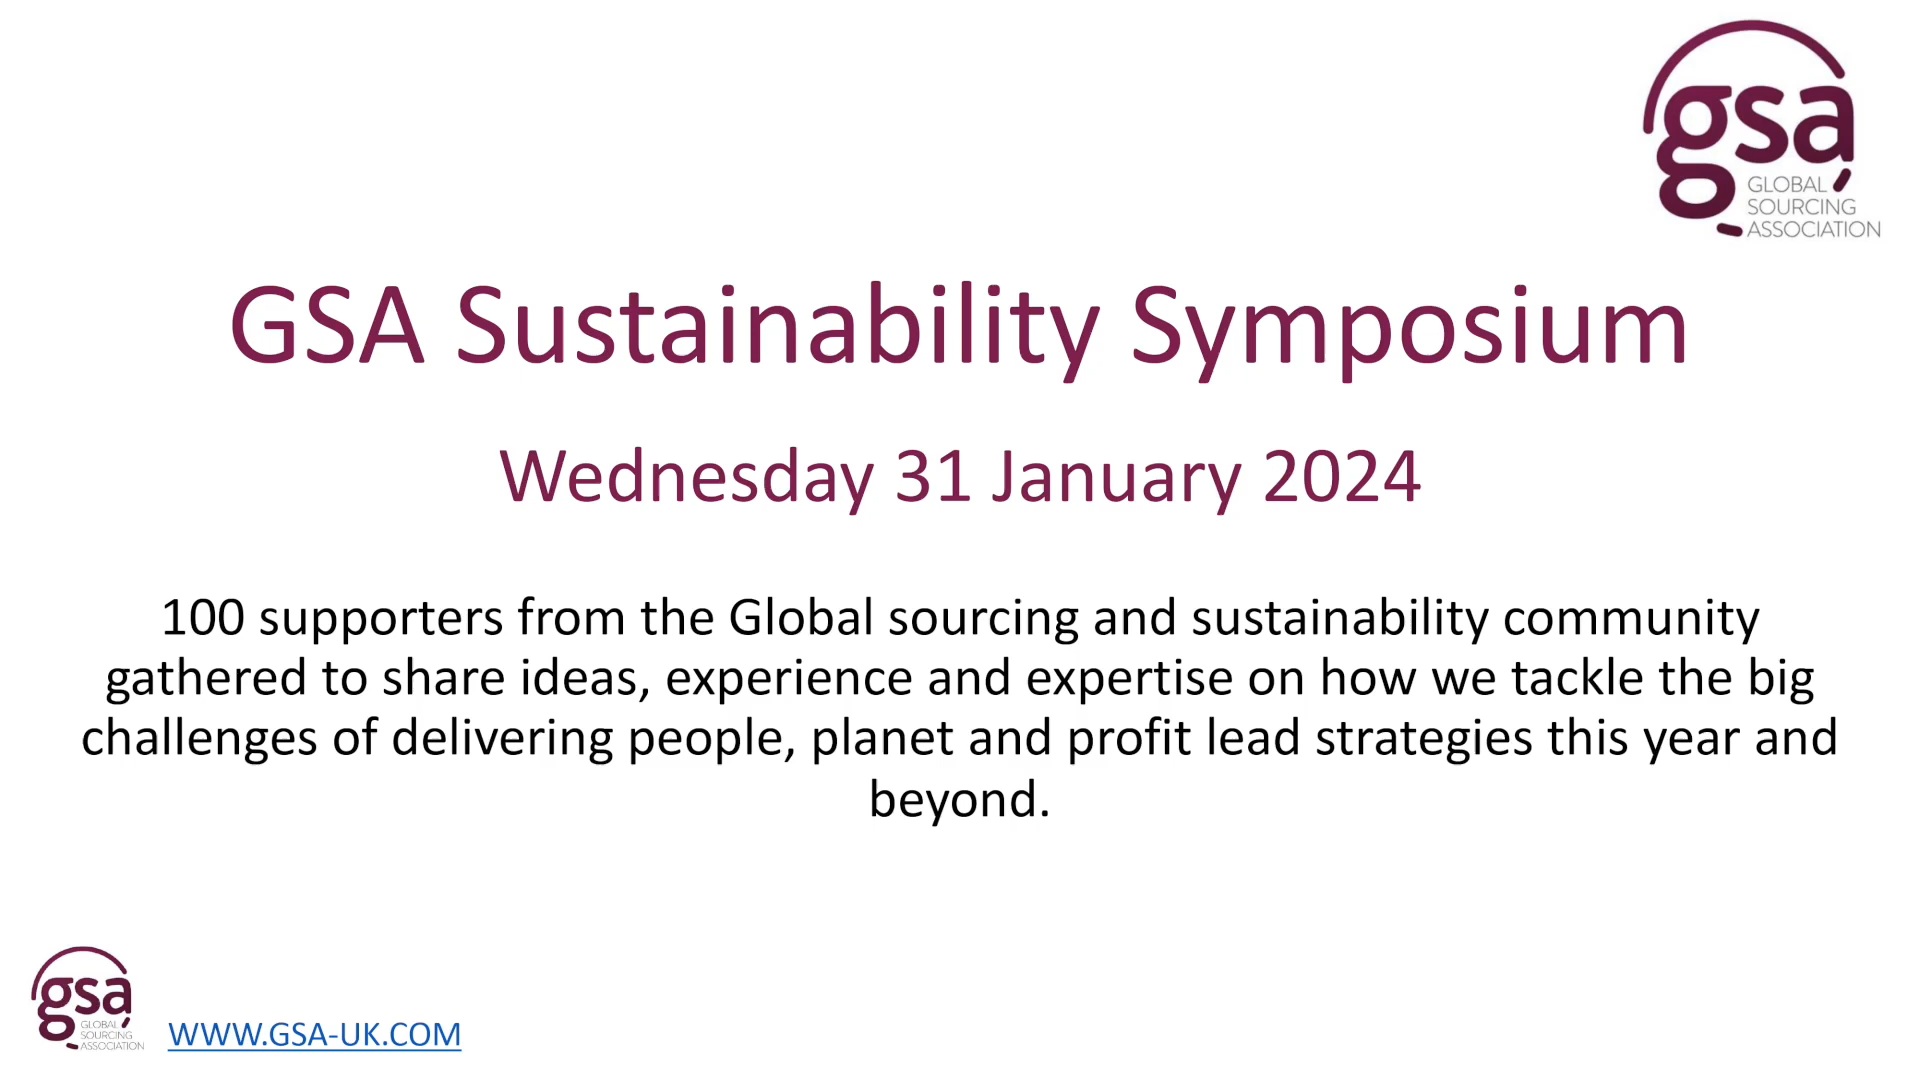 gsa
GLOBAL
SOURCING
ASSOCIATION
GSA Sustainability Symposium
Wednesday 31 January 2024
100 supporters from the Global sourcing and sustainability community
gathered to share ideas, experience and expertise on how we tackle the big
challenges of delivering people, planet and profit lead strategies this year and
beyond.
gsa
GLOBAL
SOURCING
ASSOCIATION
WWW.GSA-UK.COM